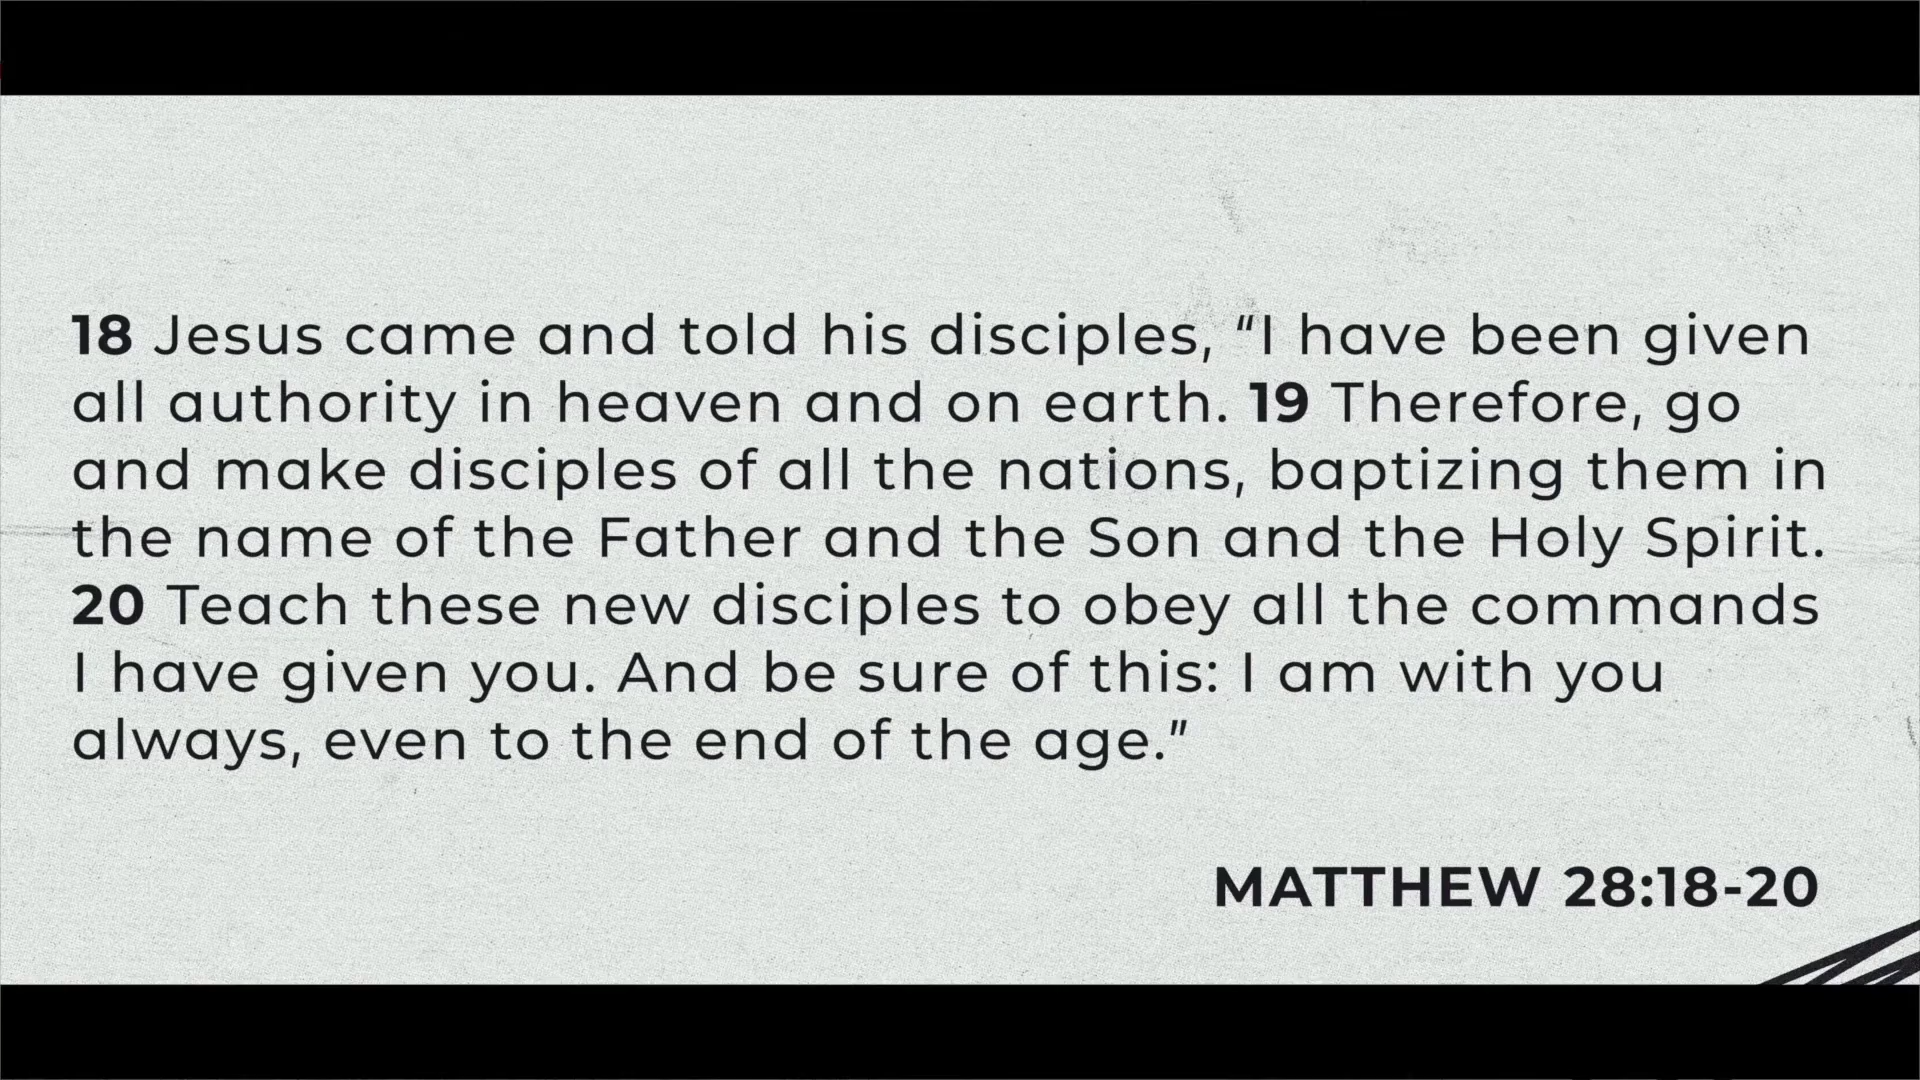 18 Jesus came and told his disciples, “I have been given
all authority in heaven and on earth. 19 Therefore, go
and make disciples of all the nations, baptizing them in
the name of the Father and the Son and the Holy Spirit.
20 Teach these new disciples to obey all the commands
I have given you. And be sure of this: I am with you
always, even to the end of the age.”
MATTHEW 28:18-20